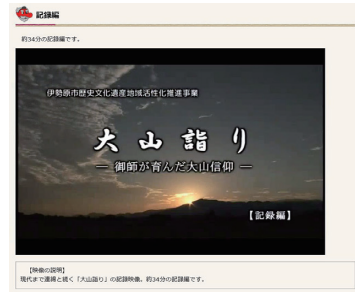 記録編
約34分の記録編です。
伊勢原市歴史文化遺産地域活性化推進事業
大山詣り
― 御師が育んだ大山信仰 ―
【記録編】
【映像の説明】
現代まで連綿と続く「大山詣り」の記録映像。約34分の記録編です。